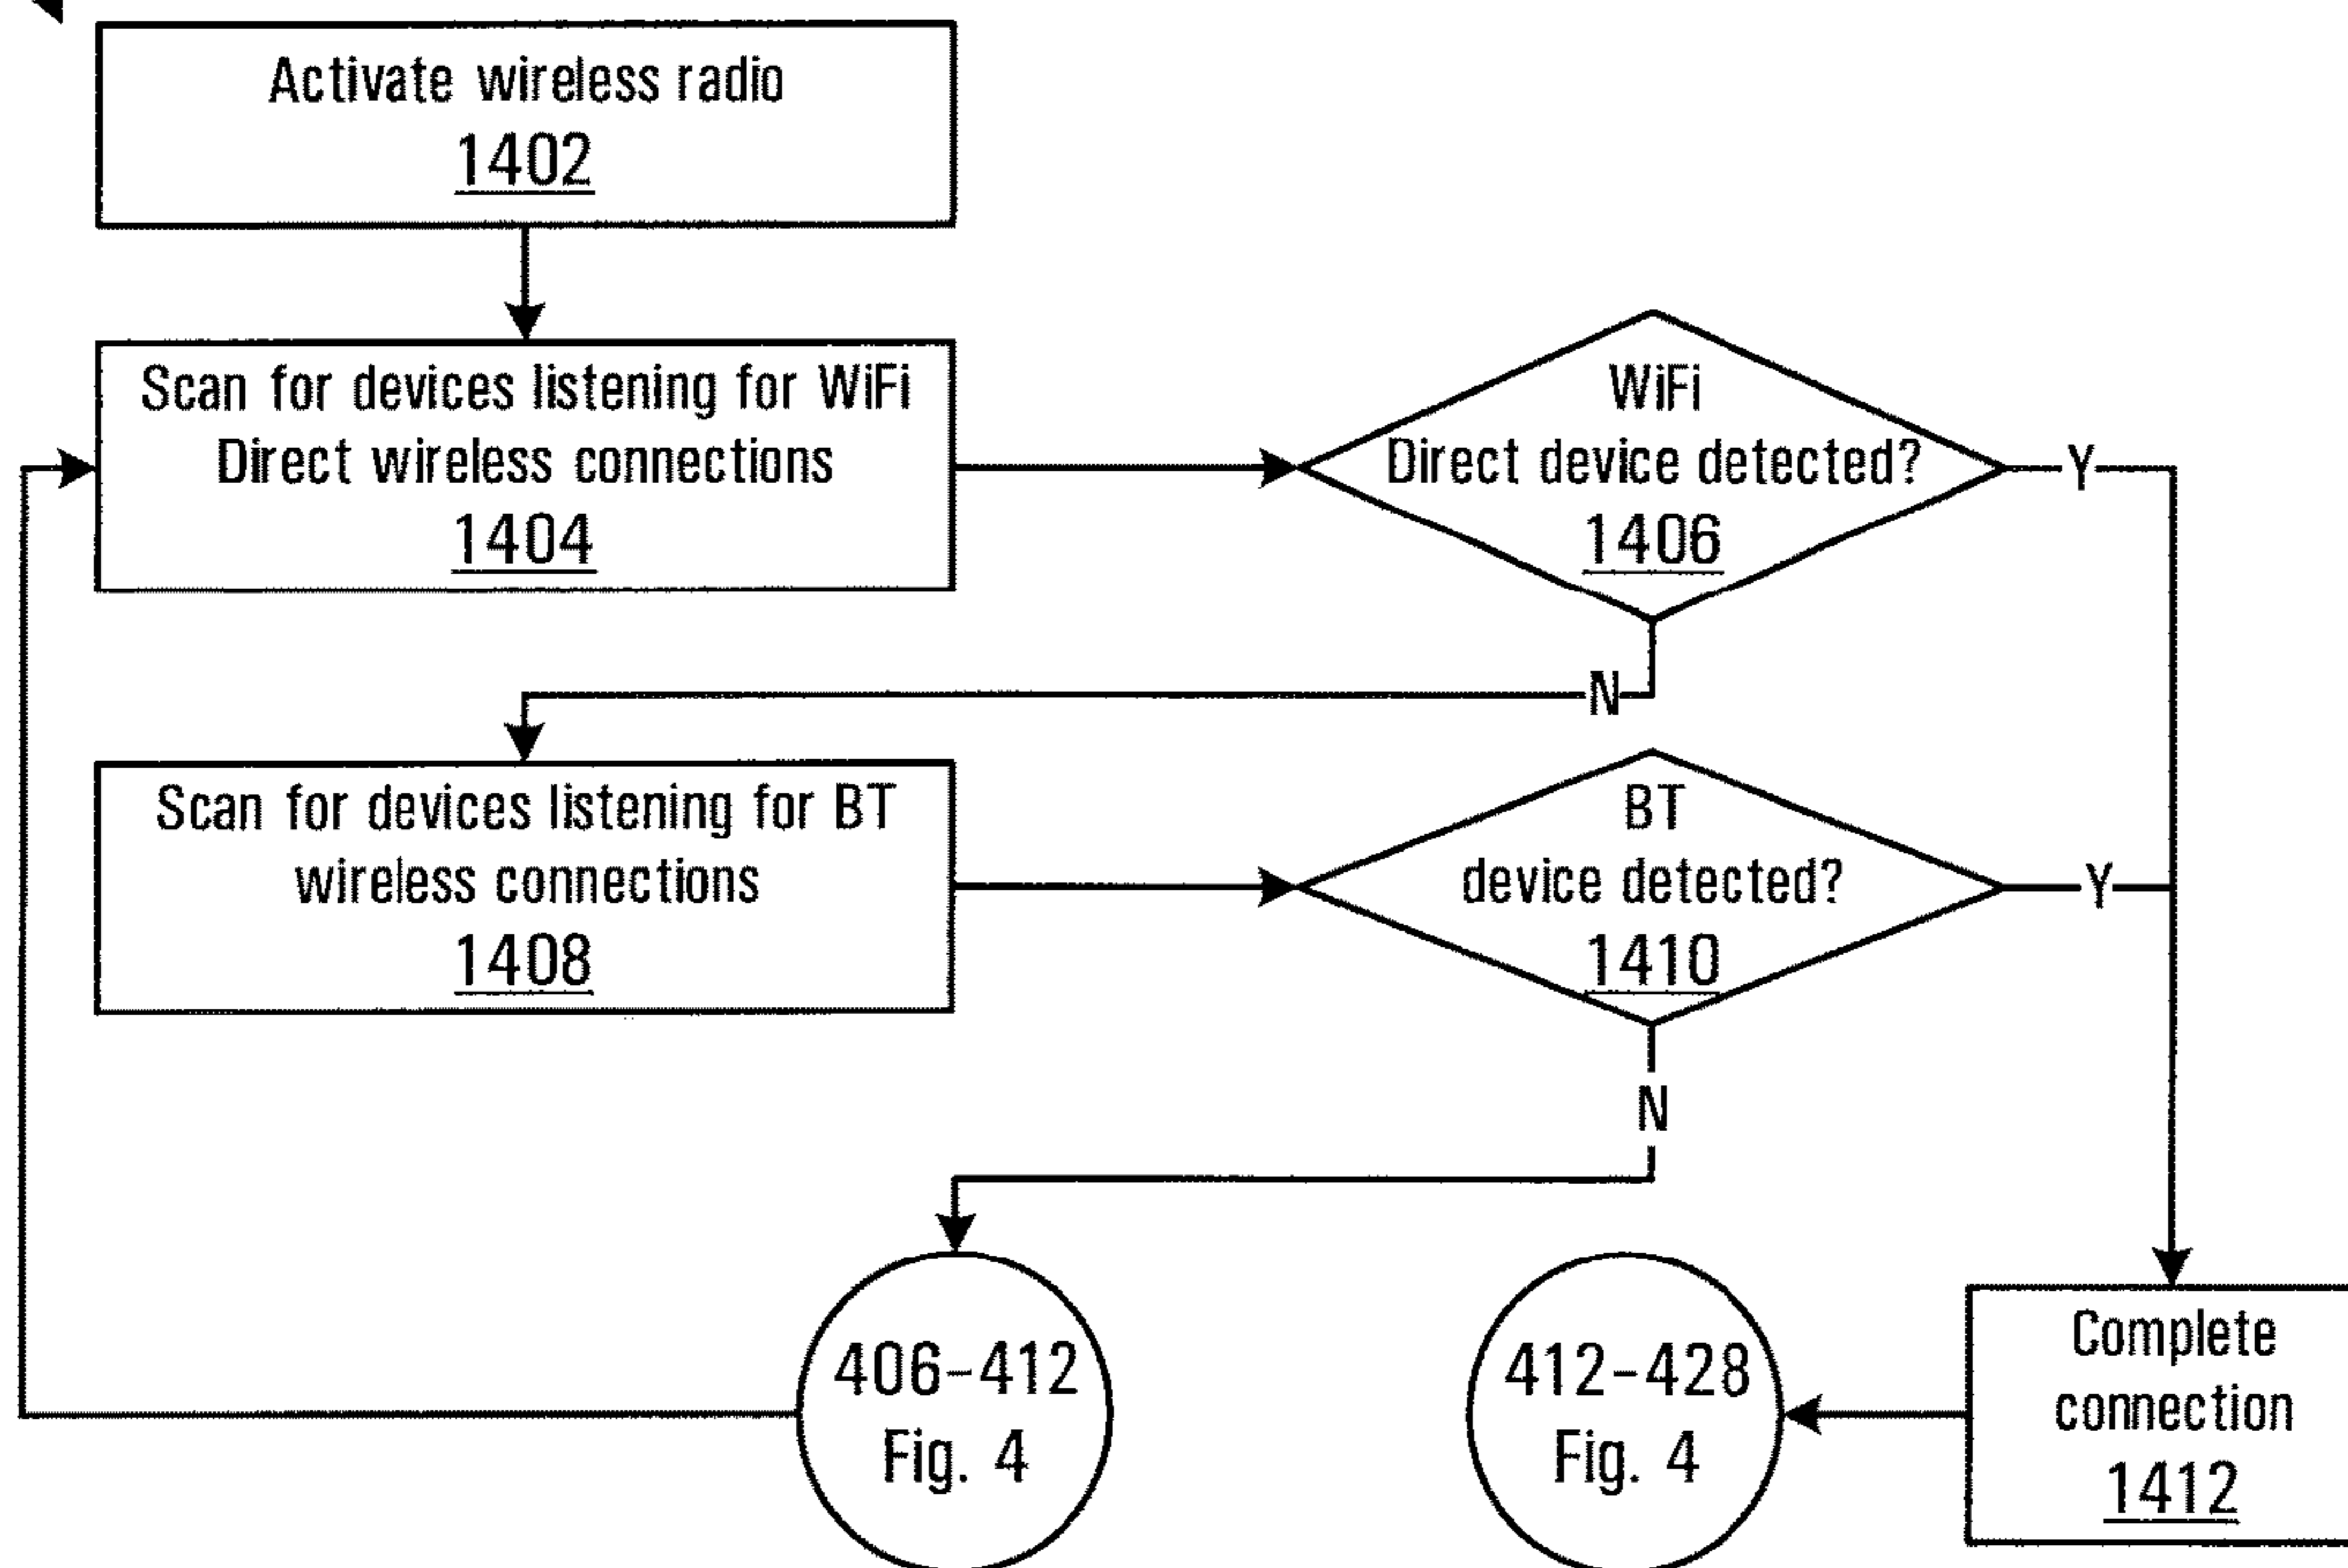 Activate wireless radio
1402
Scan for devices listening for WiFi
Direct wireless connections
1404
WiFi
Direct device detected?
1406
Y
N
Scan for devices listening for BT
wireless connections
1408
BT
device detected?
1410
Y
N
406-412
Fig. 4
412-428
Fig. 4
Complete
connection
1412